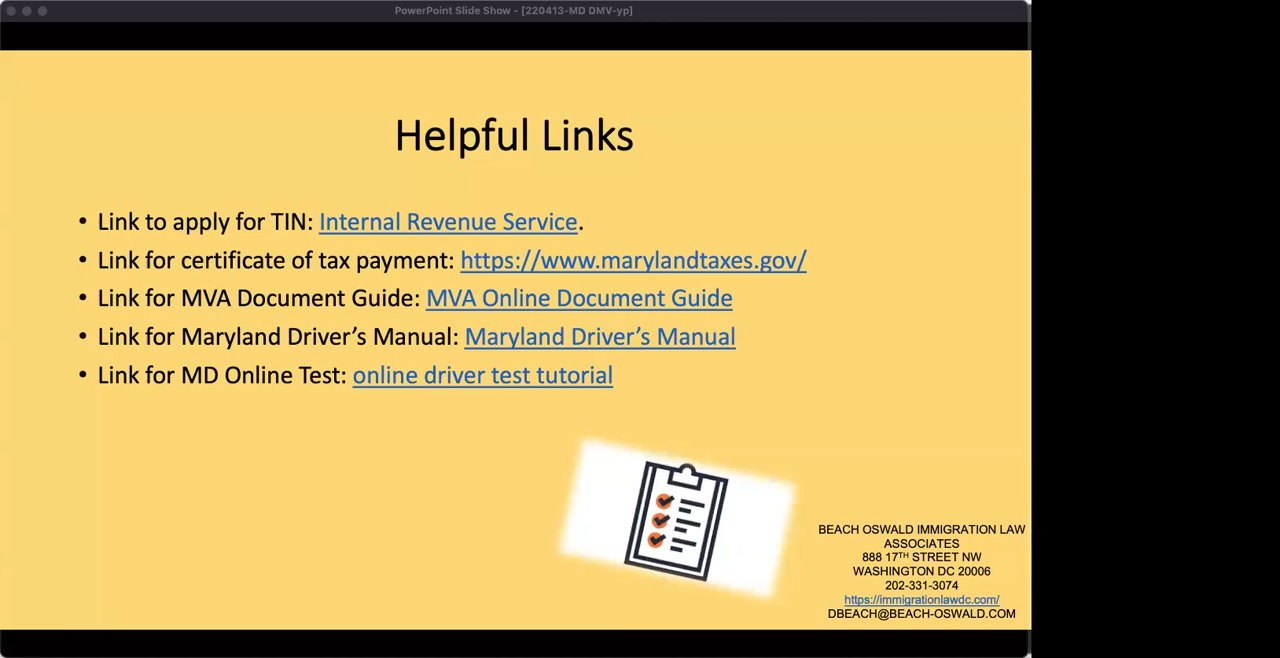 PowerPoint Slide Show - [220413-MD DMV-yp]
Helpful Links
• Link to apply for TIN: Internal Revenue Service.
• Link for certificate of tax payment: https://www.marylandtaxes.gov/
• Link for MVA Document Guide: MVA Online Document Guide
• Link for Maryland Driver’s Manual: Maryland Driver’s Manual
• Link for MD Online Test: online driver test tutorial
BEACH OSWALD IMMIGRATION LAW
ASSOCIATES
888 17TH STREET NW
WASHINGTON DC 20006
202-331-3074
https://immigrationlawdc.com/
DBEACH@BEACH-OSWALD.COM